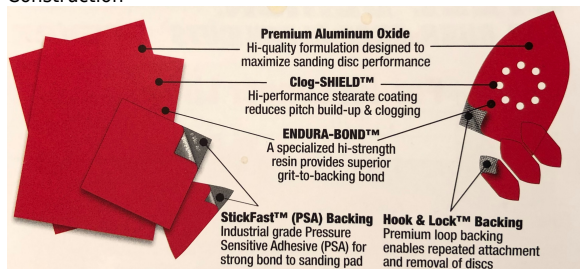 Construction
Premium Aluminum Oxide
Hi-quality formulation designed to
maximize sanding disc performance
Clog-SHIELD™
Hi-performance stearate coating
reduces pitch build-up & clogging
ENDURA-BOND™
A specialized hi-strength
resin provides superior
grit-to-backing bond
StickFast™ (PSA) Backing
Industrial grade Pressure
Sensitive Adhesive (PSA) for
strong bond to sanding pad
Hook & Lock™ Backing
Premium loop backing
enables repeated attachment
and removal of discs